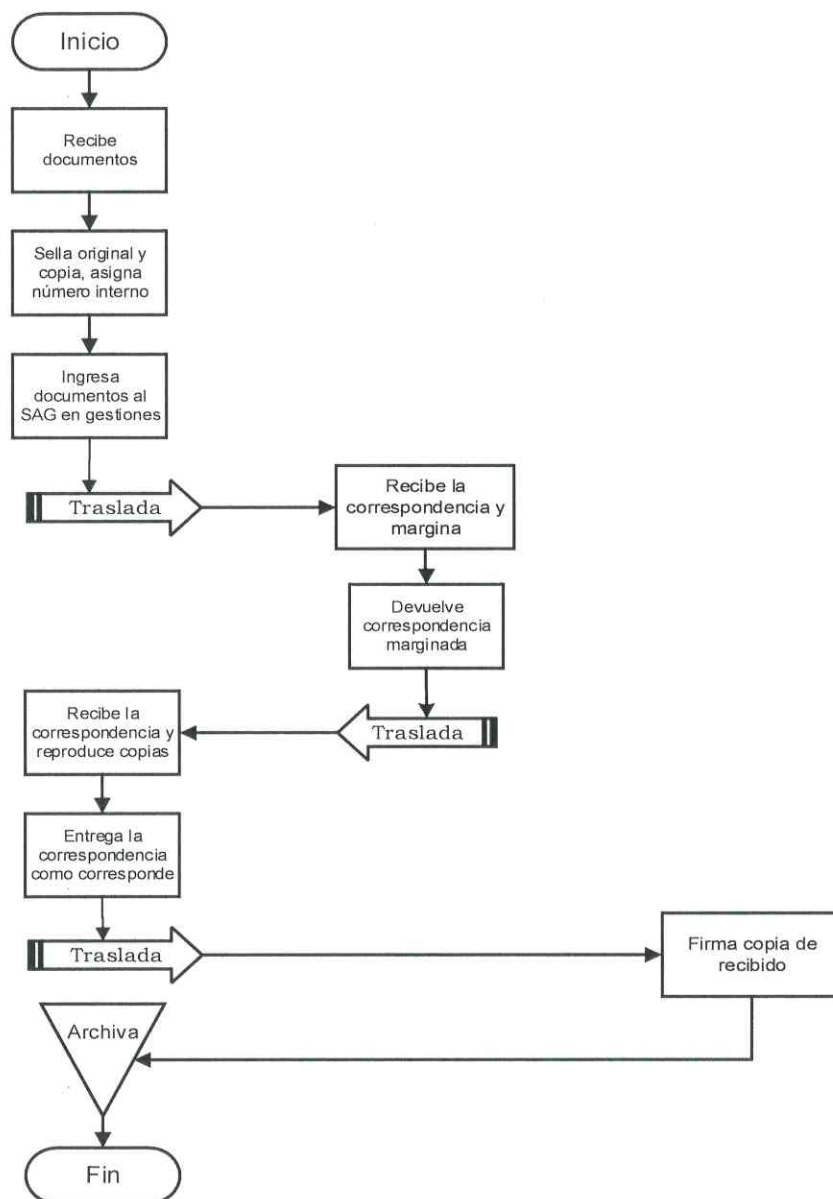 Inicio
Recibe
documentos
Sella original y
copia, asigna
número interno
Ingresa
documentos al
SAG en gestiones
Traslada
Recibe la
correspondencia y
margina
Devuelve
correspondencia
marginada
Traslada
Recibe la
correspondencia y
reproduce copias
Entrega la
correspondencia
como corresponde
Traslada
Firma copia de
recibido
Archiva
Fin